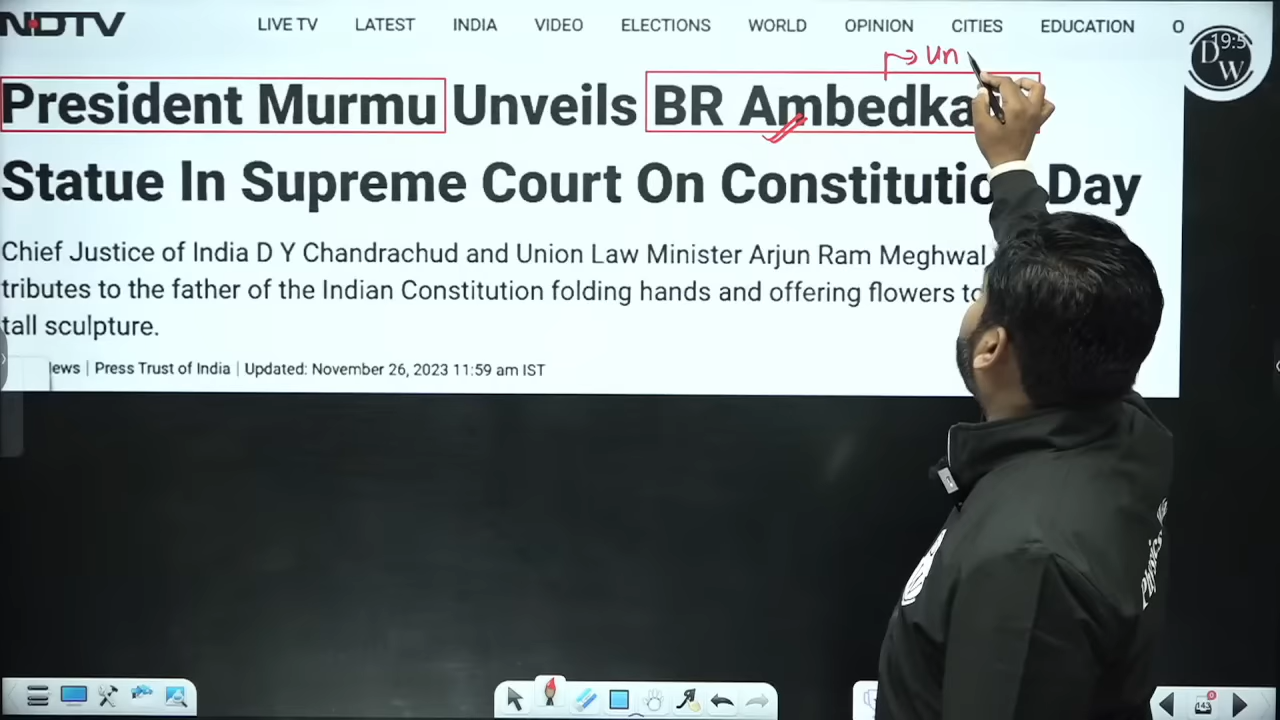 NDTV LIVE TV LATEST INDIA VIDEO ELECTIONS WORLD OPINION CITIES EDUCATION O
19:5
DW
un
President Murmu Unveils BR Ambedka
Statue In Supreme Court On Constitutio Day
Chief Justice of India D Y Chandrachud and Union Law Minister Arjun Ram Meghwal
tributes to the father of the Indian Constitution folding hands and offering flowers to
tall sculpture.
ews | Press Trust of India | Updated: November 26, 2023 11:59 am IST